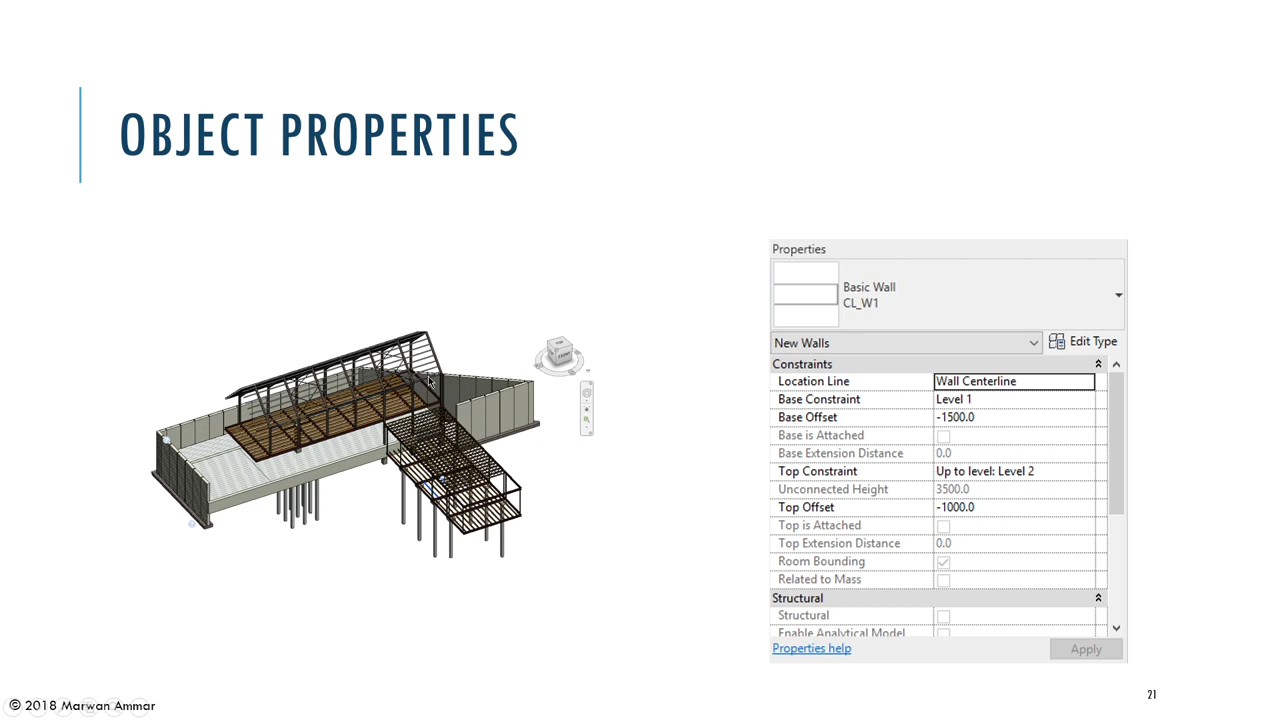 OBJECT PROPERTIES
Properties
Basic Wall
CL_W1
New Walls
Edit Type
Constraints
Location Line Wall Centerline
Base Constraint Level 1
Base Offset -1500.0
Base is Attached
Base Extension Distance 0.0
Top Constraint Up to level: Level 2
Unconnected Height 3500.0
Top Offset -1000.0
Top is Attached
Top Extension Distance 0.0
Room Bounding
Related to Mass
Structural
Structural
Enable Analytical Model
Properties help Apply
21
© 2018 Marwan Ammar